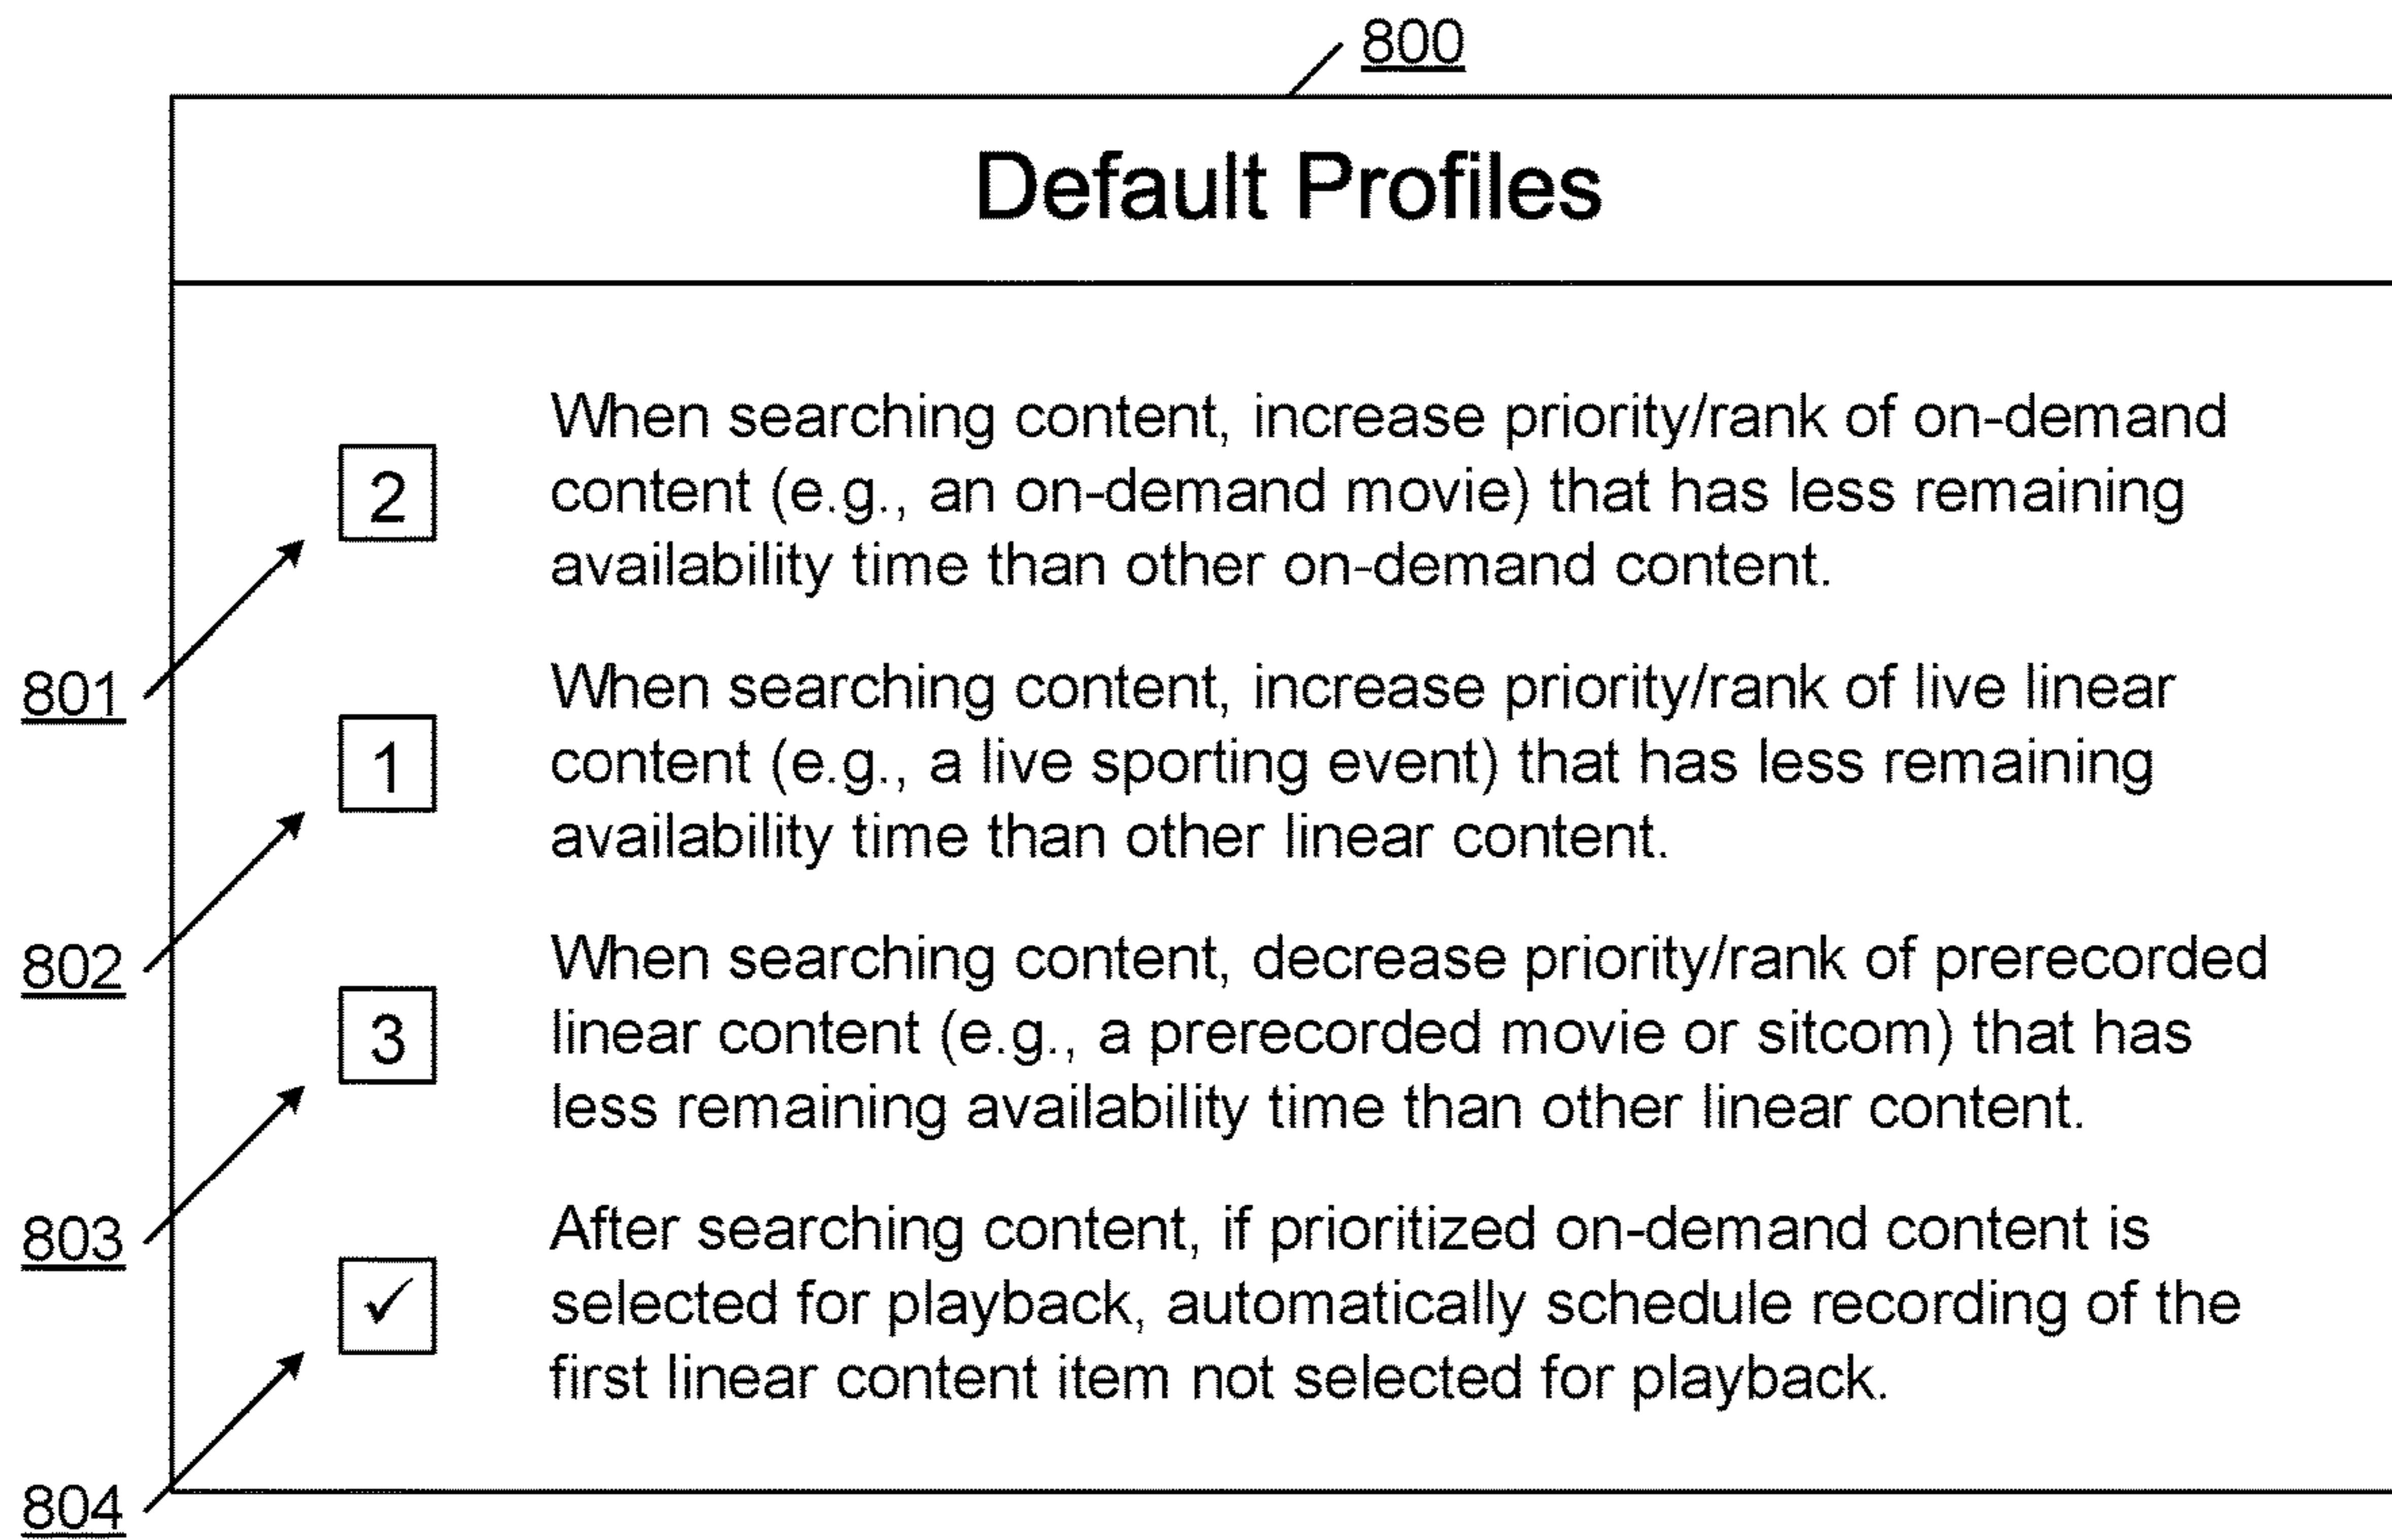 800
Default Profiles
2
When searching content, increase priority/rank of on-demand
content (e.g., an on-demand movie) that has less remaining
availability time than other on-demand content.
801
1
When searching content, increase priority/rank of live linear
content (e.g., a live sporting event) that has less remaining
availability time than other linear content.
802
3
When searching content, decrease priority/rank of prerecorded
linear content (e.g., a prerecorded movie or sitcom) that has
less remaining availability time than other linear content.
803
✓
After searching content, if prioritized on-demand content is
selected for playback, automatically schedule recording of the
first linear content item not selected for playback.
804